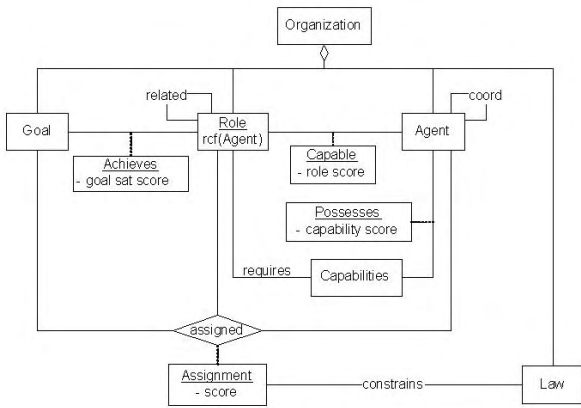 Organization
related
coord
Goal
Role
rcf(Agent)
Agent
Achieves
- goal sat score
Capable
- role score
Possesses
- capability score
requires
Capabilities
assigned
Assignment
- score
constrains
Law